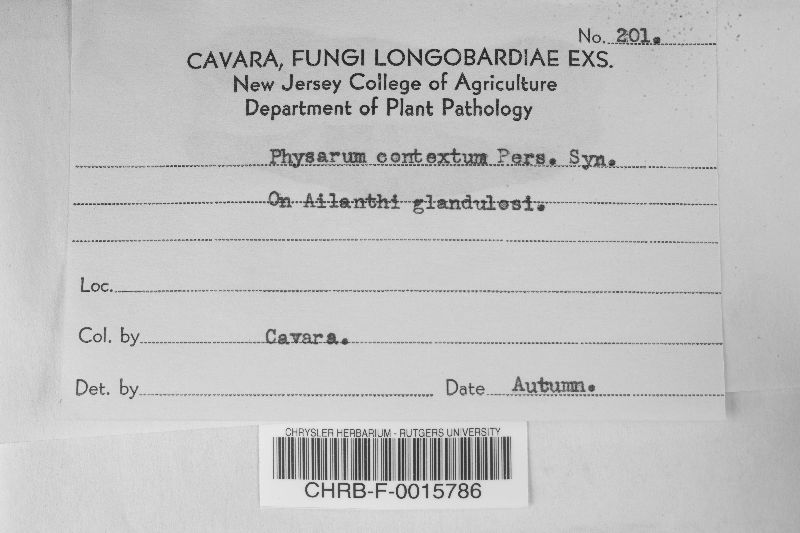 No. 201.
CAVARA, FUNGI LONGOBARDIAE EXS.
New Jersey College of Agriculture
Department of Plant Pathology
Physarum contextum Pers. Syn.
On Ailanthi glandulosi.
Loc.
Col. by Cavara.
Det. by Date Autumn.
CHRYSLER HERBARIUM - RUTGERS UNIVERSITY
CHRB-F-0015786